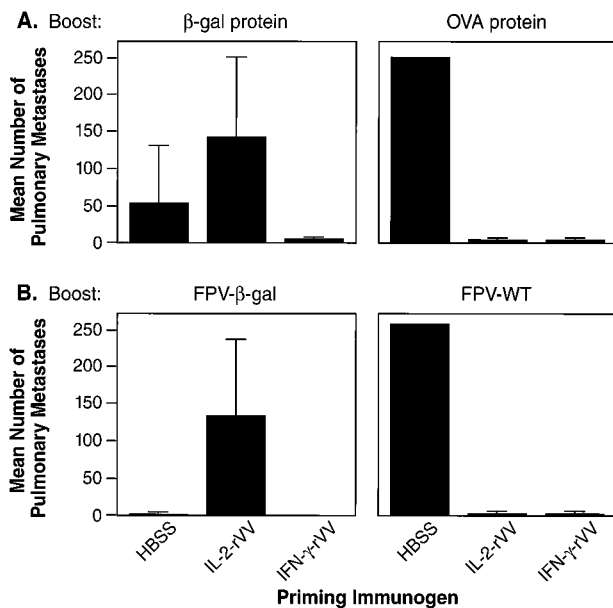 A. Boost: β-gal protein OVA protein
Mean Number of
Pulmonary Metastases
250
200
150
100
50
0
B. Boost: FPV-β-gal FPV-WT
Mean Number of
Pulmonary Metastases
250
200
150
100
50
0
HBSS IL-2-rVV IFN-γ-rVV HBSS IL-2-rVV IFN-γ-rVV
Priming Immunogen